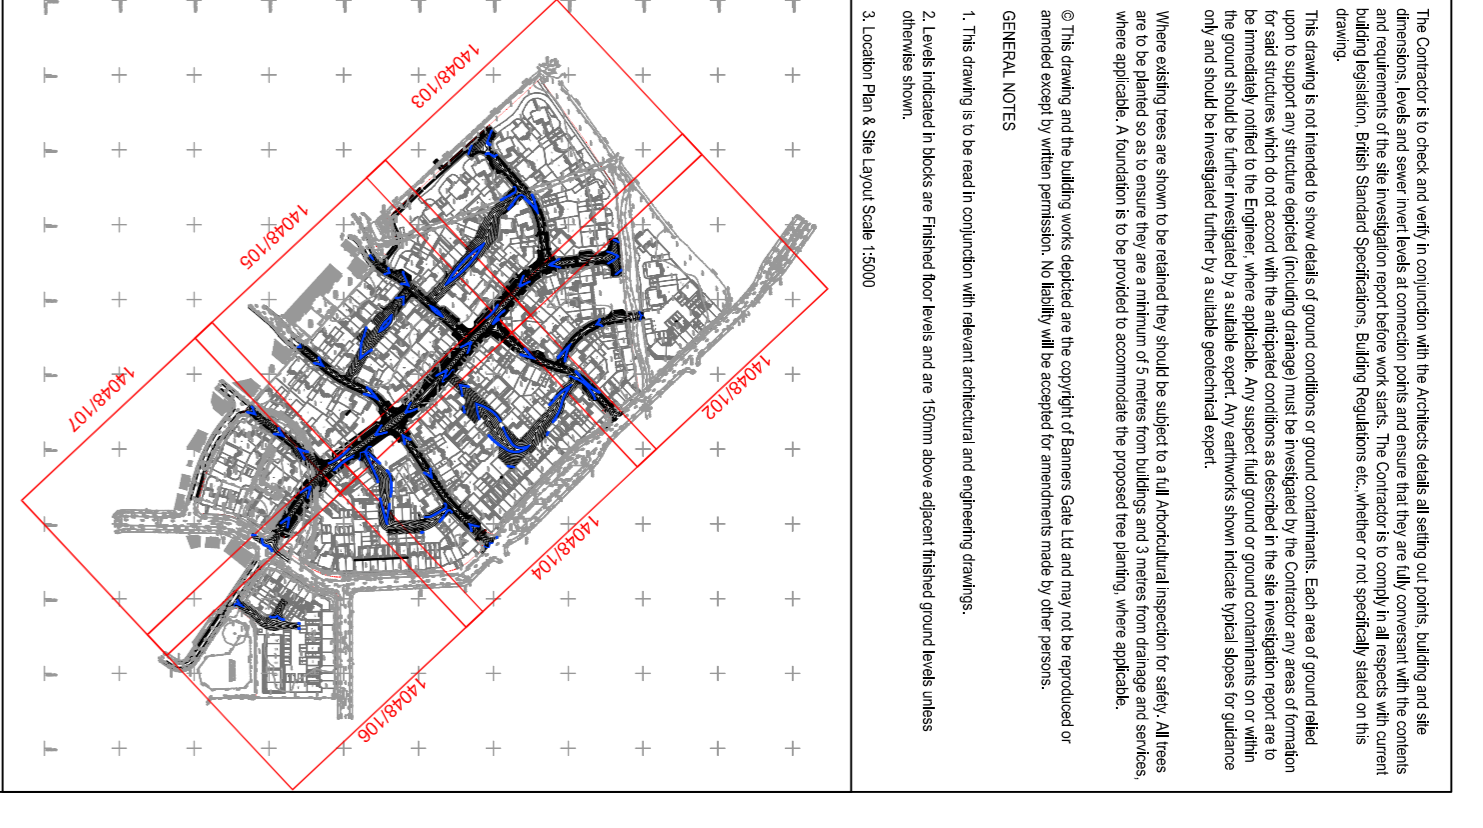 The Contractor is to check and verify in conjunction with the Architects details all setting out points, building and site
dimensions, levels and sewer invert levels at connection points and ensure that they are fully conversant with the contents
and requirements of the site investigation report before work starts. The Contractor is to comply in all respects with current
building legislation, British Standard Specifications, Building Regulations etc.,whether or not specifically stated on this
drawing.
This drawing is not intended to show details of ground conditions or ground contaminants. Each area of ground relied
upon to support any structure depicted (including drainage) must be investigated by the Contractor any areas of formation
for said structures which do not accord with the anticipated conditions as described in the site investigation report are to
be immediately notified to the Engineer, where applicable. Any suspect fluid ground or ground contaminants on or within
the ground should be further investigated by a suitable expert. Any earthworks shown indicate typical slopes for guidance
only and should be investigated further by a suitable geotechnical expert.
Where existing trees are shown to be retained they should be subject to a full Arboricultural inspection for safety. All trees
are to be planted so as to ensure they are a minimum of 5 metres from buildings and 3 metres from drainage and services,
where applicable. A foundation is to be provided to accommodate the proposed tree planting, where applicable.
© This drawing and the building works depicted are the copyright of Banners Gate Ltd and may not be reproduced or
amended except by written permission. No liability will be accepted for amendments made by other persons.
GENERAL NOTES
1. This drawing is to be read in conjunction with relevant architectural and engineering drawings.
2. Levels indicated in blocks are Finished floor levels and are 150mm above adjacent finished ground levels unless
otherwise shown.
3. Location Plan & Site Layout Scale 1:5000
14048/103
14048/105
14048/107
14048/102
14048/104
14048/106